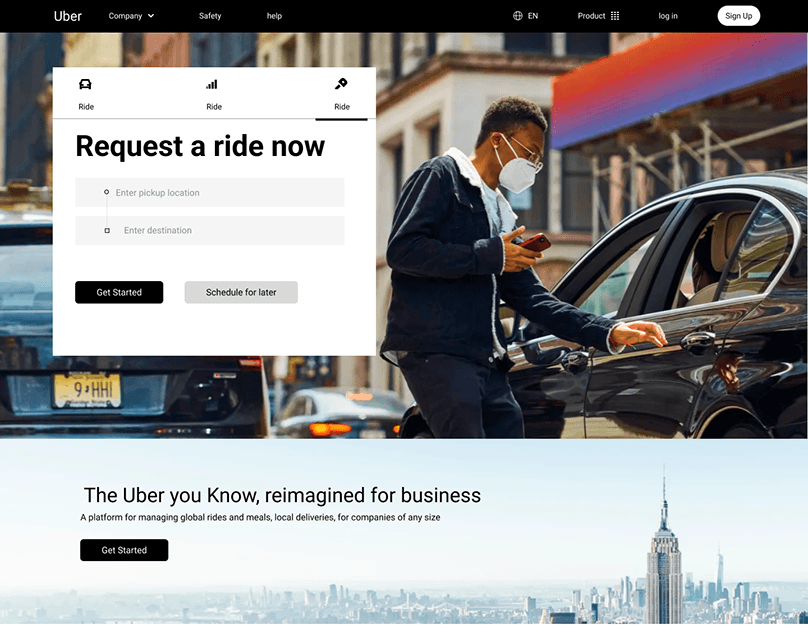 Uber Company Safety help EN Product log in Sign Up
Ride Ride Ride
Request a ride now
Enter pickup location
Enter destination
Get Started Schedule for later
9 HHI
The Uber you Know, reimagined for business
A platform for managing global rides and meals, local deliveries, for companies of any size
Get Started